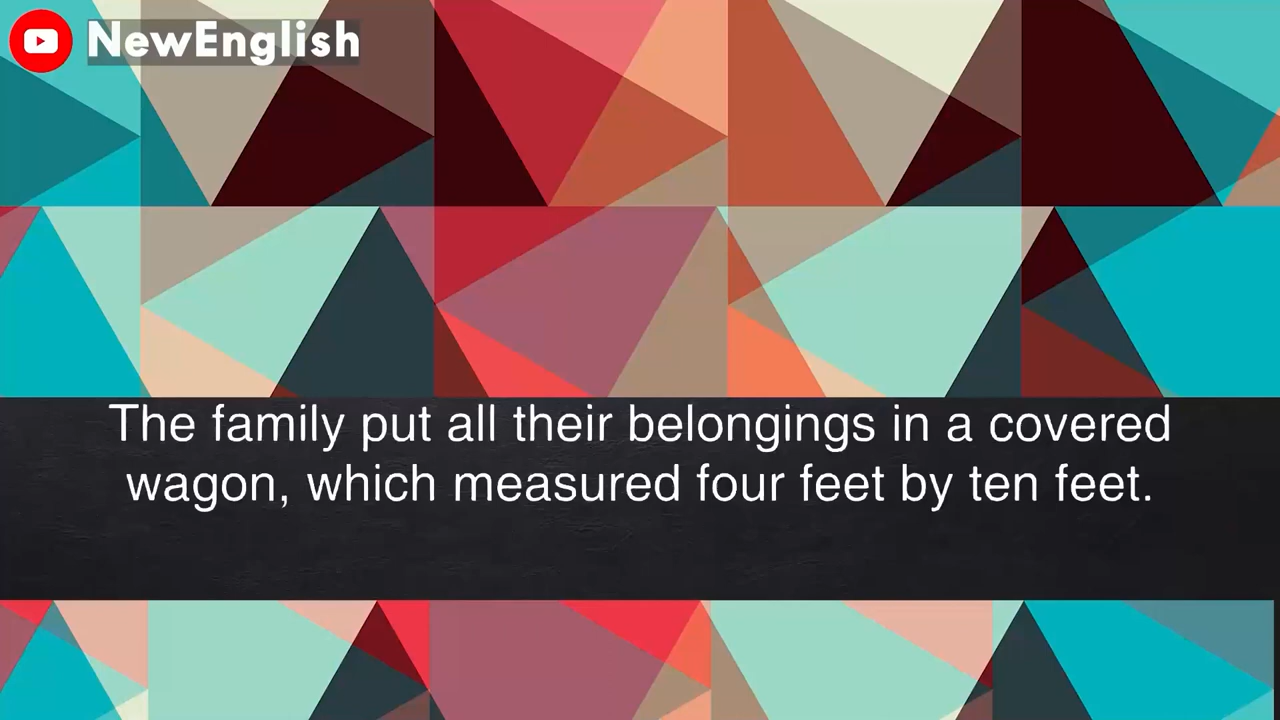 NewEnglish
The family put all their belongings in a covered
wagon, which measured four feet by ten feet.